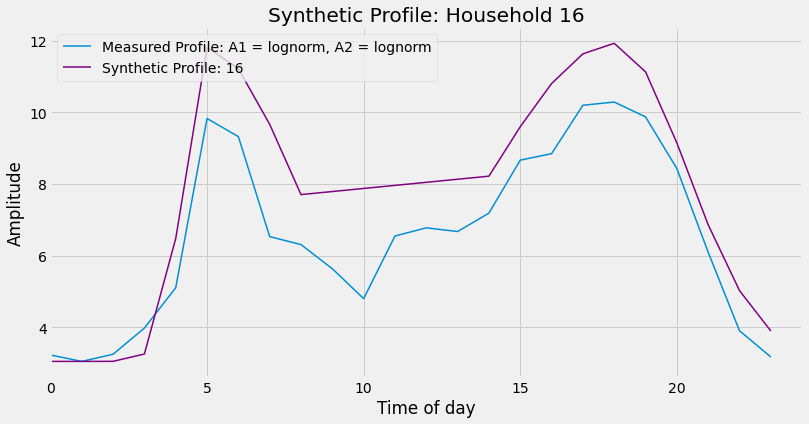 Synthetic Profile: Household 16
Measured Profile: A1 = lognorm, A2 = lognorm
Synthetic Profile: 16
12
10
8
6
4
Amplitude
0 5 10 15 20
Time of day